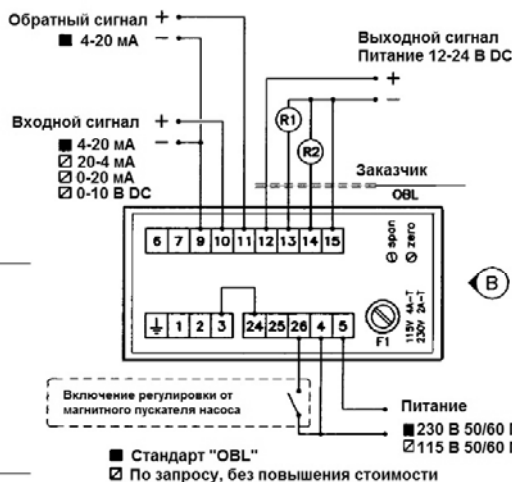 Обратный сигнал +
■ 4-20 мА –
Выходной сигнал
Питание 12-24 В DC
+
–
Входной сигнал +
■ 4-20 мА –
☑ 20-4 мА
☑ 0-20 мА
☑ 0-10 В DC
R1
R2
Заказчик
OBL
6 7 9 10 11 12 13 14 15
span
zero
B
1 2 3 24 25 26 4 5
F1
115V 4A-T
230V 2A-T
Включение регулировки от
магнитного пускателя насоса
Питание
■ 230 В 50/60
☑ 115 В 50/60
■ Стандарт "OBL"
☑ По запросу, без повышения стоимости